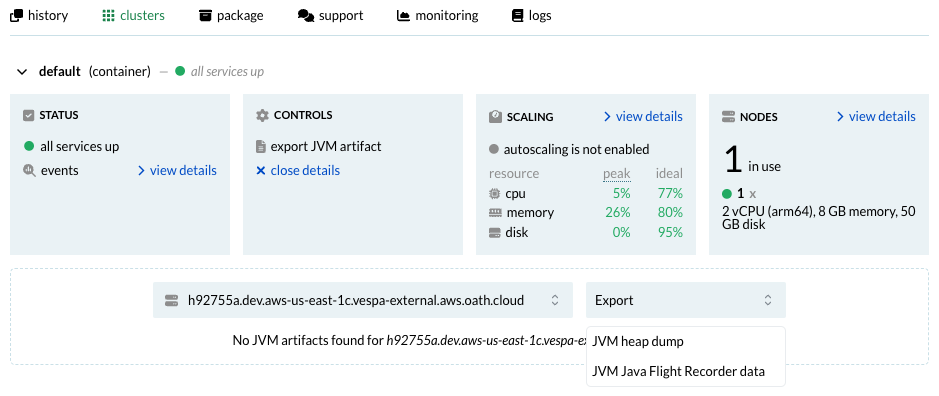 history clusters package support monitoring logs
default (container) — all services up
STATUS
all services up
events view details
CONTROLS
export JVM artifact
close details
SCALING view details
autoscaling is not enabled
resource peak ideal
cpu 5% 77%
memory 26% 80%
disk 0% 95%
NODES view details
1 in use
1 x
2 vCPU (arm64), 8 GB memory, 50
GB disk
h92755a.dev.aws-us-east-1c.vespa-external.aws.oath.cloud
Export
No JVM artifacts found for h92755a.dev.aws-us-east-1c.vespa-ex
JVM heap dump
JVM Java Flight Recorder data